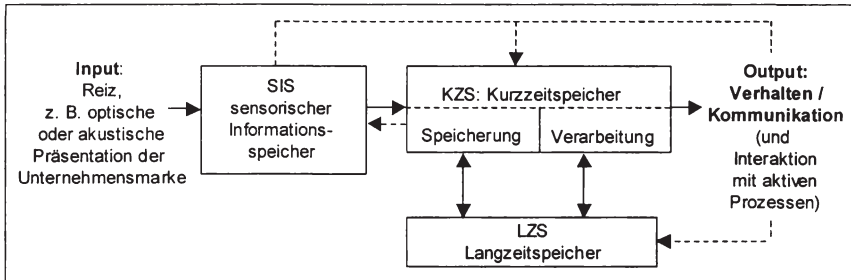 Input:
Reiz,
z. B. optische
oder akustische
Präsentation der
Unternehmensmarke
SIS
sensorischer
Informations-
speicher
KZS: Kurzzeitspeicher
Speicherung
Verarbeitung
LZS
Langzeitspeicher
Output:
Verhalten /
Kommunikation
(und
Interaktion
mit aktiven
Prozessen)